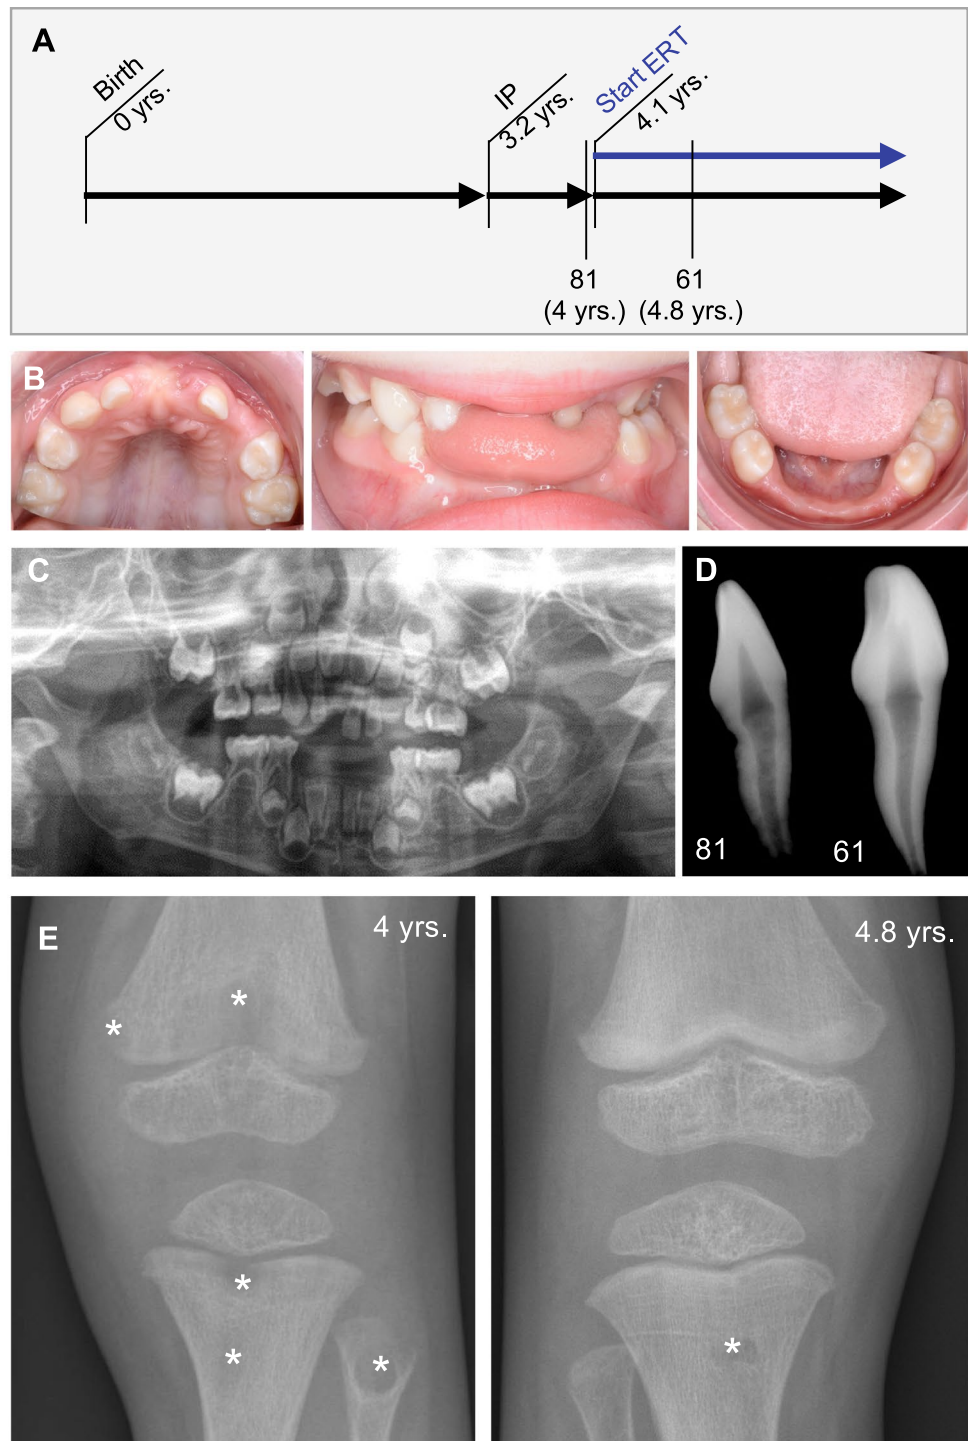 A
Birth
0 yrs.
IP
3.2 yrs.
Start ERT
4.1 yrs.
81
(4 yrs.)
61
(4.8 yrs.)
B
C
D
81
61
E
4 yrs.
*
*
*
*
*
4.8 yrs.
*